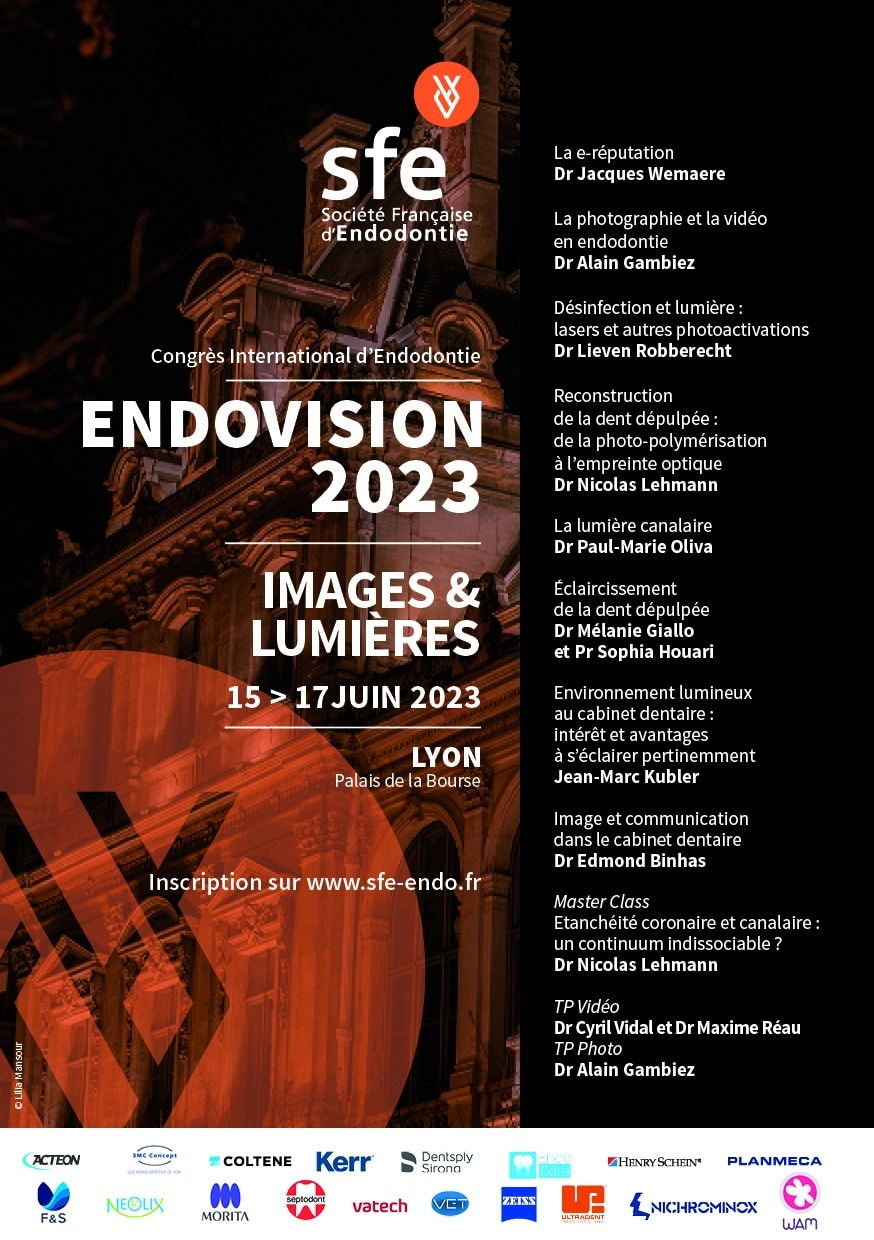 sfe
Société Française
d'Endodontie
Congrès International d'Endodontie
ENDOVISION
2023
IMAGES &
LUMIÈRES
15 > 17 JUIN 2023
LYON
Palais de la Bourse
Inscription sur www.sfe-endo.fr
© Lilia Mansour
La e-réputation
Dr Jacques Wemaere
La photographie et la vidéo
en endodontie
Dr Alain Gambiez
Désinfection et lumière :
lasers et autres photoactivations
Dr Lieven Robberecht
Reconstruction
de la dent dépulpée :
de la photo-polymérisation
à l'empreinte optique
Dr Nicolas Lehmann
La lumière canalaire
Dr Paul-Marie Oliva
Éclaircissement
de la dent dépulpée
Dr Mélanie Giallo
et Pr Sophia Houari
Environnement lumineux
au cabinet dentaire :
intérêt et avantages
à s'éclairer pertinemment
Jean-Marc Kubler
Image et communication
dans le cabinet dentaire
Dr Edmond Binhas
Master Class
Etanchéité coronaire et canalaire :
un continuum indissociable ?
Dr Nicolas Lehmann
TP Vidéo
Dr Cyril Vidal et Dr Maxime Réau
TP Photo
Dr Alain Gambiez
ACTEON
3MC Concept
COLTENE
Kerr
Dentsply
Sirona
Endo
Data
HENRY SCHEIN®
PLANMECA
F&S
NEOLIX
MORITA
septodont
vatech
VET
ZEISS
ULTRADENT
NICHROMINOX
WAM